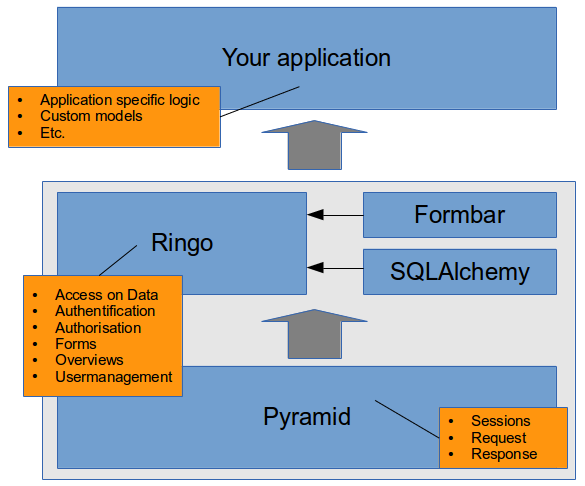 Your application
• Application specific logic
• Custom models
• Etc.
Ringo
Formbar
SQLAlchemy
• Access on Data
• Authentification
• Authorisation
• Forms
• Overviews
• Usermanagement
Pyramid
• Sessions
• Request
• Response